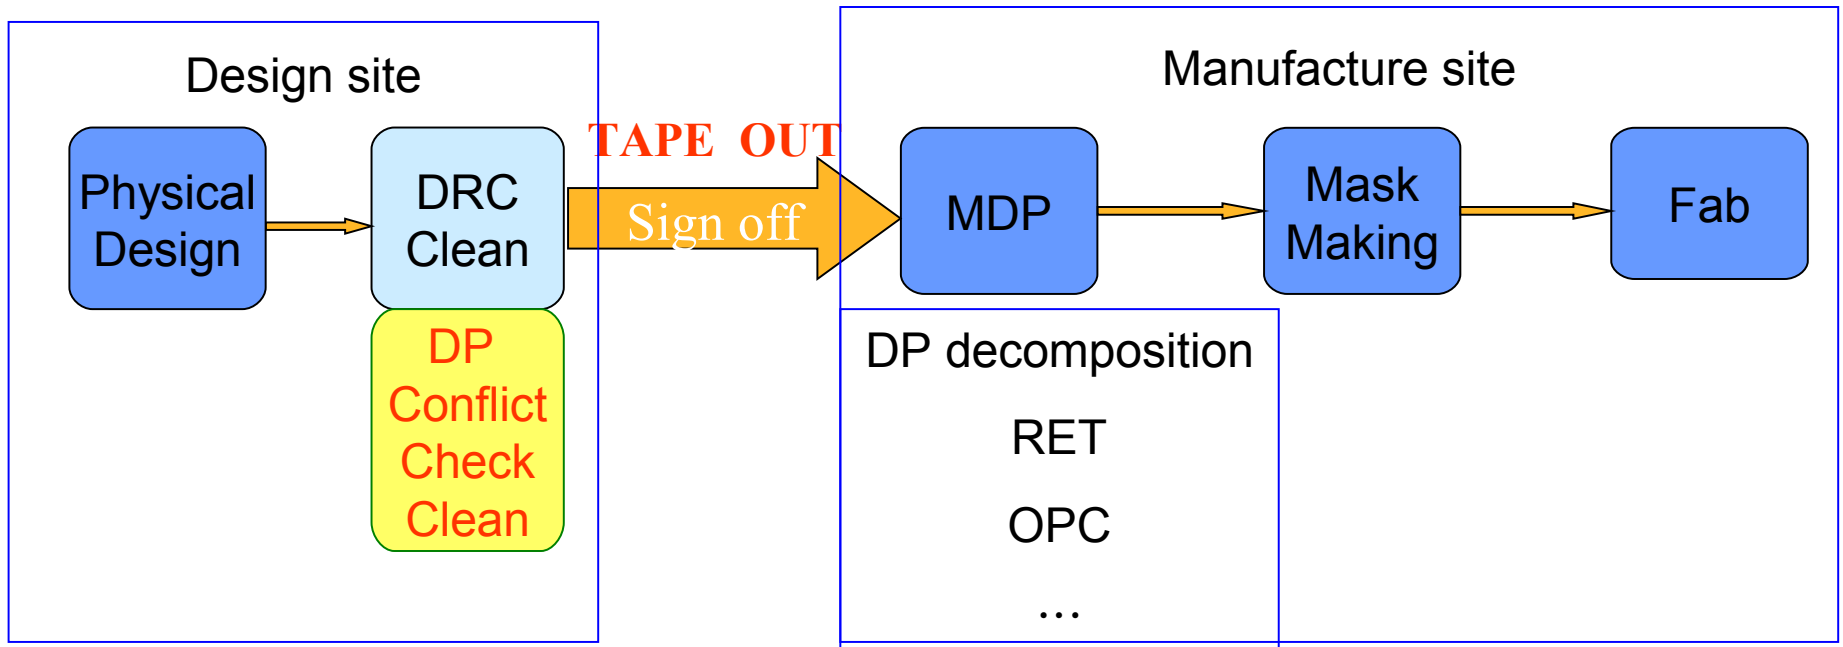 Design site
Physical
Design
DRC
Clean
DP
Conflict
Check
Clean
TAPE OUT
Sign off
Manufacture site
MDP
Mask
Making
Fab
DP decomposition
RET
OPC
...